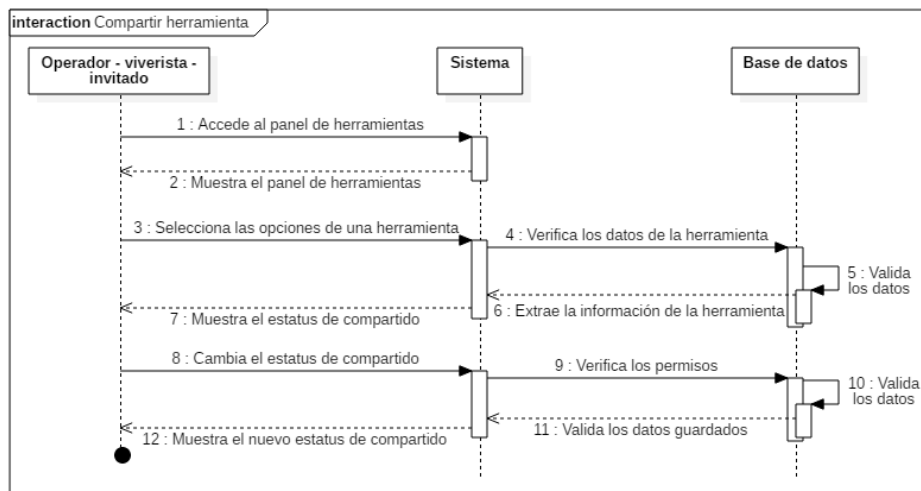 interaction Compartir herramienta
Operador - viverista -
invitado
Sistema
Base de datos
1 : Accede al panel de herramientas
2 : Muestra el panel de herramientas
3 : Selecciona las opciones de una herramienta
4 : Verifica los datos de la herramienta
5 : Valida
los datos
6 : Extrae la información de la herramienta
7 : Muestra el estatus de compartido
8 : Cambia el estatus de compartido
9 : Verifica los permisos
10 : Valida
los datos
11 : Valida los datos guardados
12 : Muestra el nuevo estatus de compartido